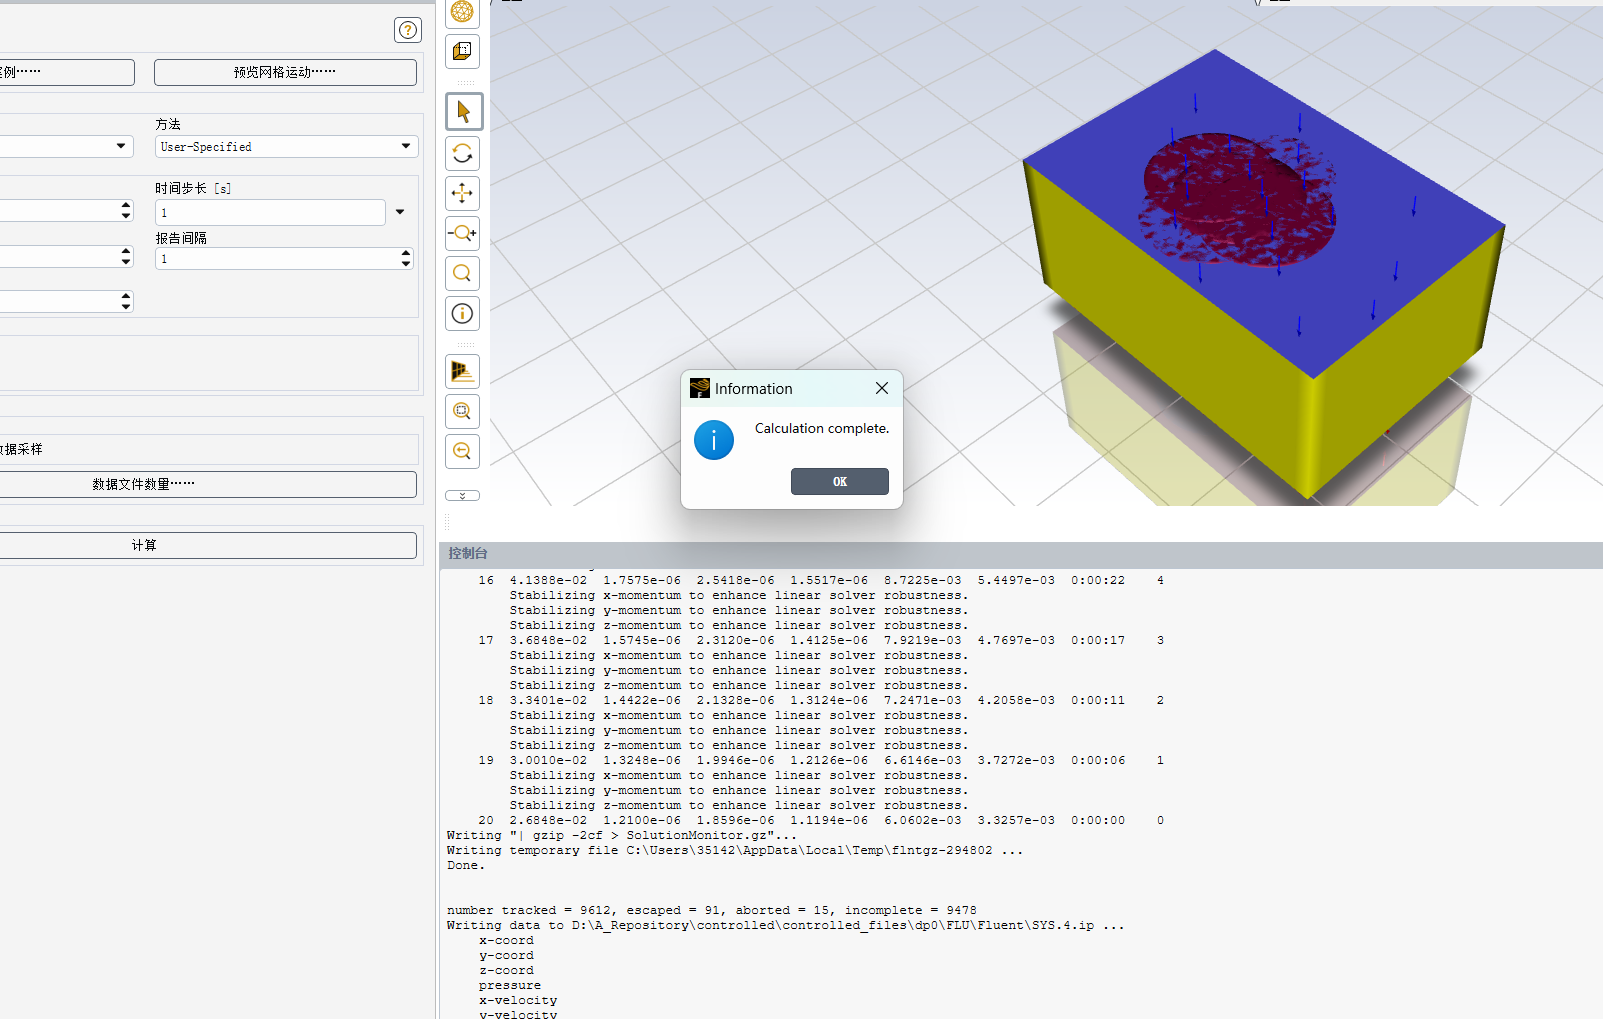 例……
预览网格运动……
方法
User-Specified
时间步长 [s]
1
报告间隔
1
数据采样
数据文件数量……
计算
Information
Calculation complete.
OK
控制台
16 4.1388e-02 1.7575e-06 2.5418e-06 1.5517e-06 8.7225e-03 5.4497e-03 0:00:22 4
Stabilizing x-momentum to enhance linear solver robustness.
Stabilizing y-momentum to enhance linear solver robustness.
Stabilizing z-momentum to enhance linear solver robustness.
17 3.6848e-02 1.5745e-06 2.3120e-06 1.4125e-06 7.9219e-03 4.7697e-03 0:00:17 3
Stabilizing x-momentum to enhance linear solver robustness.
Stabilizing y-momentum to enhance linear solver robustness.
Stabilizing z-momentum to enhance linear solver robustness.
18 3.3401e-02 1.4422e-06 2.1328e-06 1.3124e-06 7.2471e-03 4.2058e-03 0:00:11 2
Stabilizing x-momentum to enhance linear solver robustness.
Stabilizing y-momentum to enhance linear solver robustness.
Stabilizing z-momentum to enhance linear solver robustness.
19 3.0010e-02 1.3248e-06 1.9946e-06 1.2126e-06 6.6146e-03 3.7272e-03 0:00:06 1
Stabilizing x-momentum to enhance linear solver robustness.
Stabilizing y-momentum to enhance linear solver robustness.
Stabilizing z-momentum to enhance linear solver robustness.
20 2.6848e-02 1.2100e-06 1.8596e-06 1.1194e-06 6.0602e-03 3.3257e-03 0:00:00 0
Writing "| gzip -2cf > SolutionMonitor.gz"...
Writing temporary file C:\Users\35142\AppData\Local\Temp\flntgz-294802 ...
Done.
number tracked = 9612, escaped = 91, aborted = 15, incomplete = 9478
Writing data to D:\A_Repository\controlled\controlled_files\dp0\FLU\Fluent\SYS.4.ip ...
x-coord
y-coord
z-coord
pressure
x-velocity
y-velocity